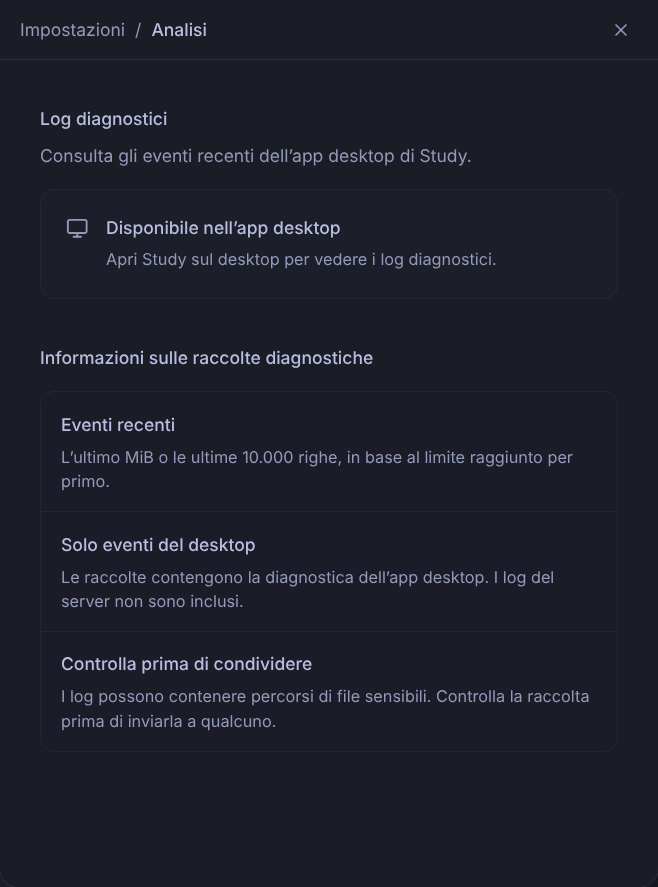 Impostazioni / Analisi
Log diagnostici
Consulta gli eventi recenti dell’app desktop di Study.
Disponibile nell’app desktop
Apri Study sul desktop per vedere i log diagnostici.
Informazioni sulle raccolte diagnostiche
Eventi recenti
L’ultimo MiB o le ultime 10.000 righe, in base al limite raggiunto per
primo.
Solo eventi del desktop
Le raccolte contengono la diagnostica dell’app desktop. I log del
server non sono inclusi.
Controlla prima di condividere
I log possono contenere percorsi di file sensibili. Controlla la raccolta
prima di inviarla a qualcuno.